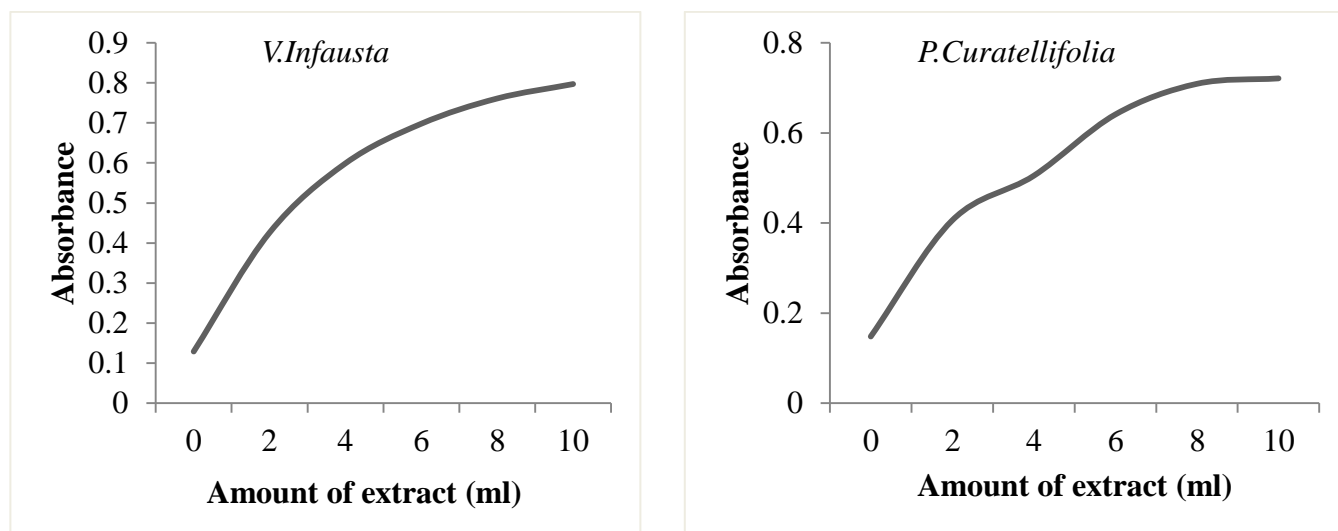 V.Infausta
0.9
0.8
0.7
0.6
0.5
0.4
0.3
0.2
0.1
0
Absorbance
0 2 4 6 8 10
Amount of extract (ml)
P.Curatellifolia
0.8
0.6
0.4
0.2
0
Absorbance
0 2 4 6 8 10
Amount of extract (ml)